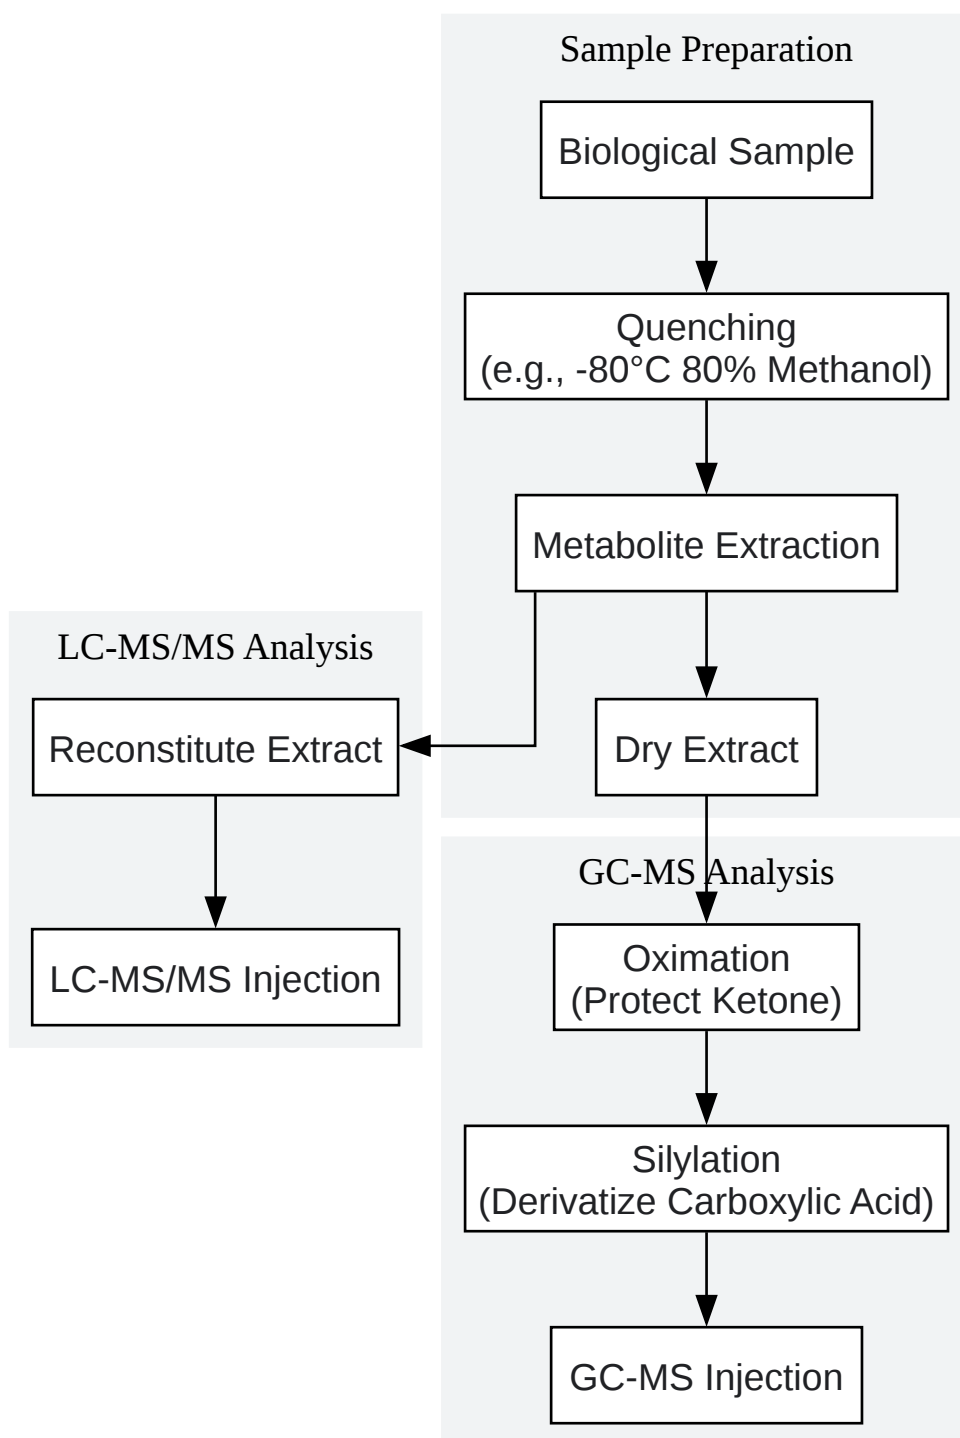 Sample Preparation
Biological Sample
Quenching
(e.g., -80°C 80% Methanol)
Metabolite Extraction
Dry Extract
LC-MS/MS Analysis
Reconstitute Extract
LC-MS/MS Injection
GC-MS Analysis
Oximation
(Protect Ketone)
Silylation
(Derivatize Carboxylic Acid)
GC-MS Injection